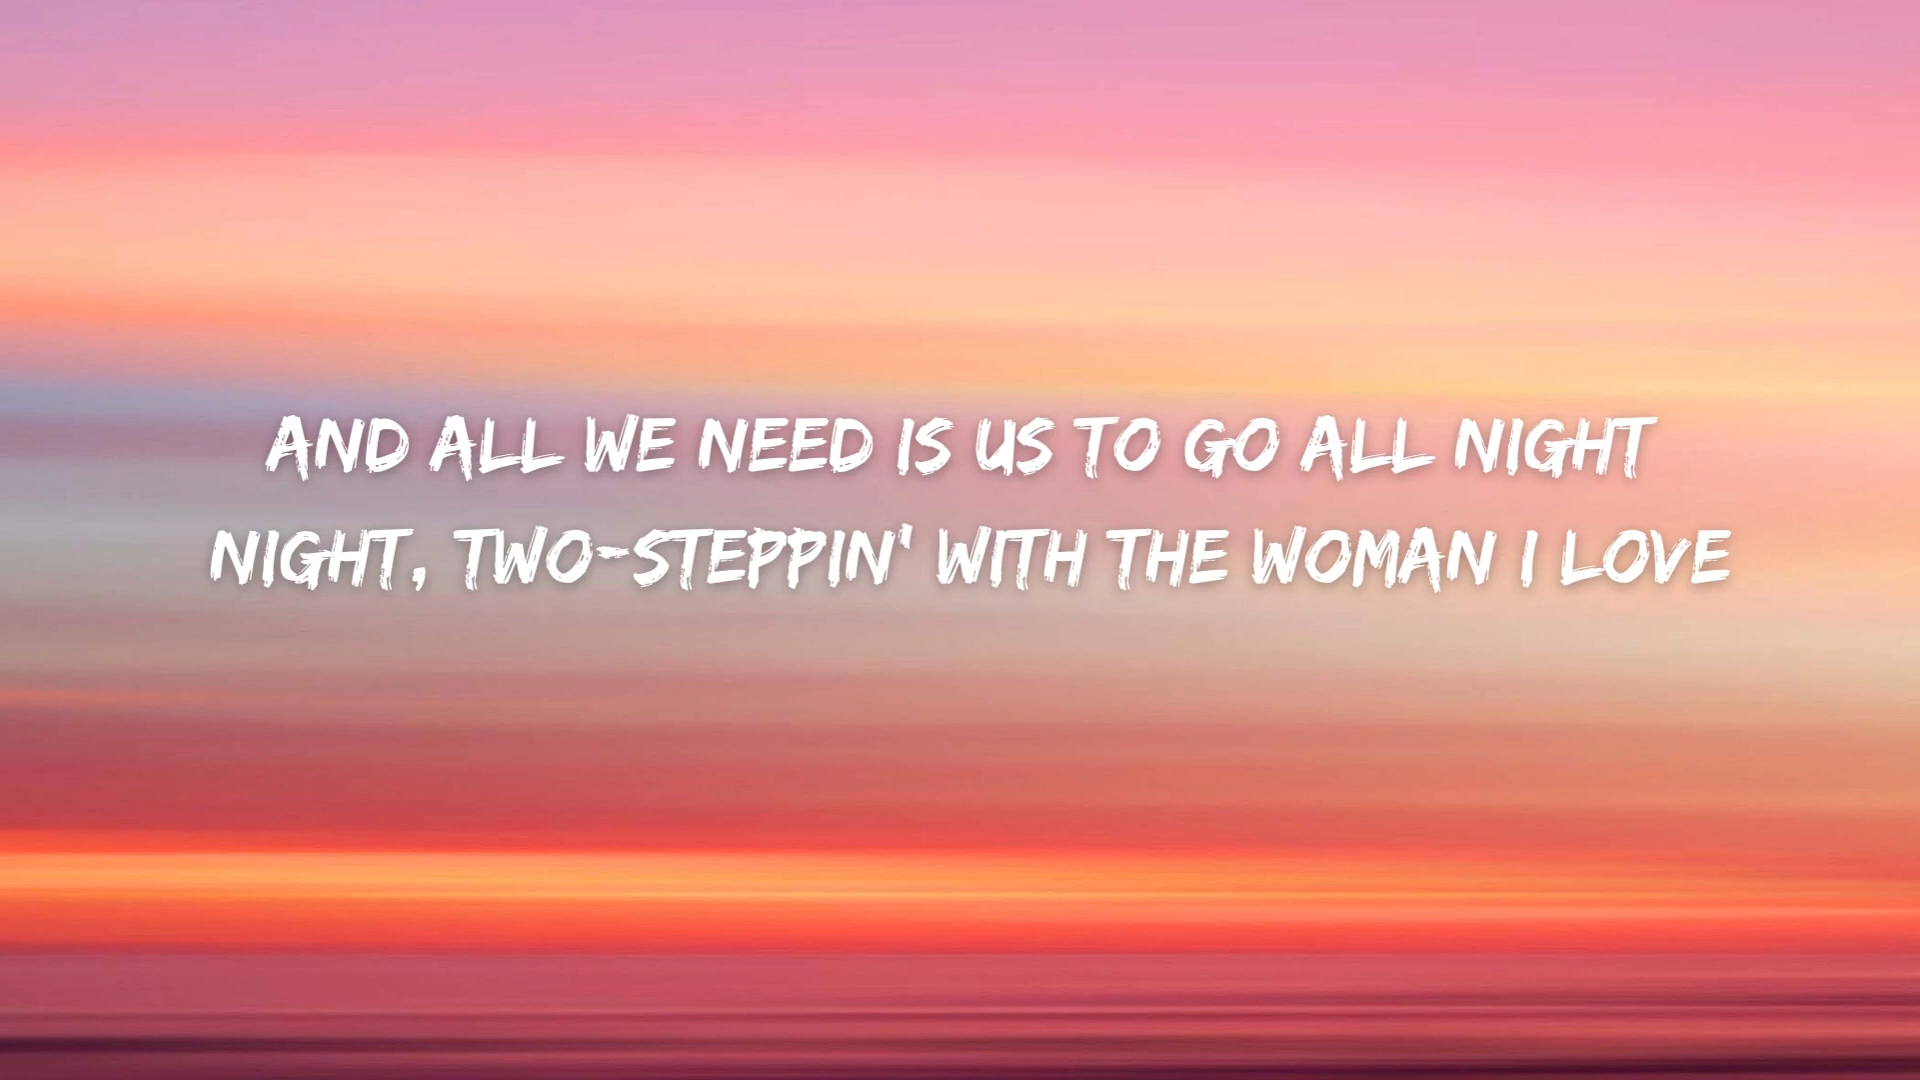 AND ALL WE NEED IS US TO GO ALL NIGHT
NIGHT, TWO-STEPPIN' WITH THE WOMAN I LOVE